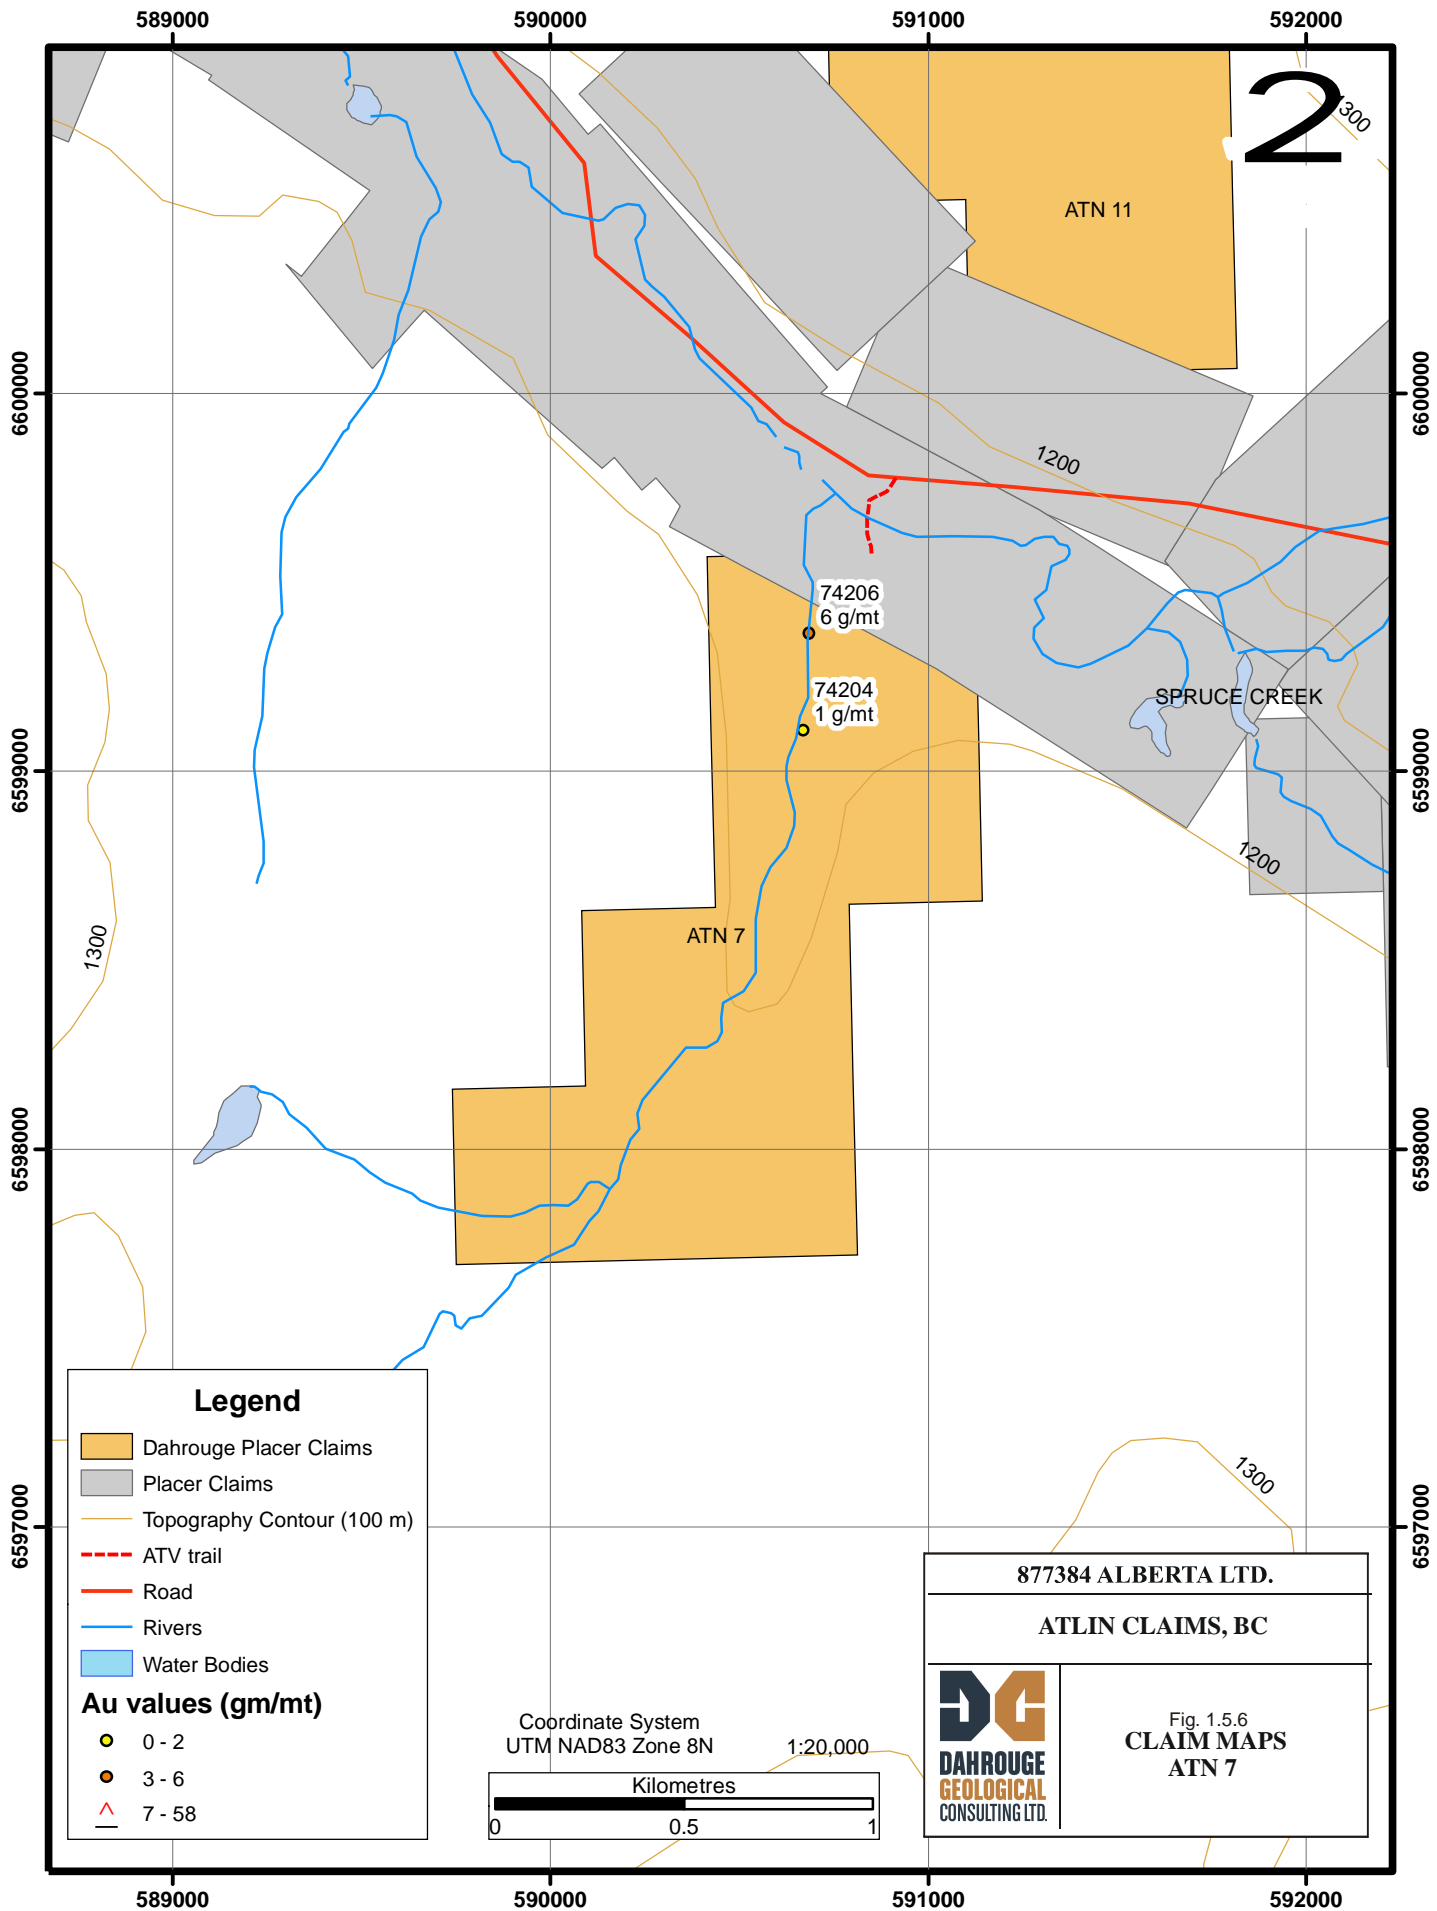 589000 590000 591000 592000
2
1300
ATN 11
6600000 6600000
1200
74206
6 g/mt
74204
1 g/mt
SPRUCE CREEK
6599000 6599000
1200
ATN 7
1300
6598000 6598000
Legend
Dahrouge Placer Claims
Placer Claims
Topography Contour (100 m)
ATV trail
Road
Rivers
Water Bodies
Au values (gm/mt)
0 - 2
3 - 6
7 - 58
1300
6597000 6597000
Coordinate System
UTM NAD83 Zone 8N
1:20,000
Kilometres
0 0.5 1
877384 ALBERTA LTD.
ATLIN CLAIMS, BC
DAHROUGE
GEOLOGICAL
CONSULTING LTD.
Fig. 1.5.6
CLAIM MAPS
ATN 7
589000 590000 591000 592000